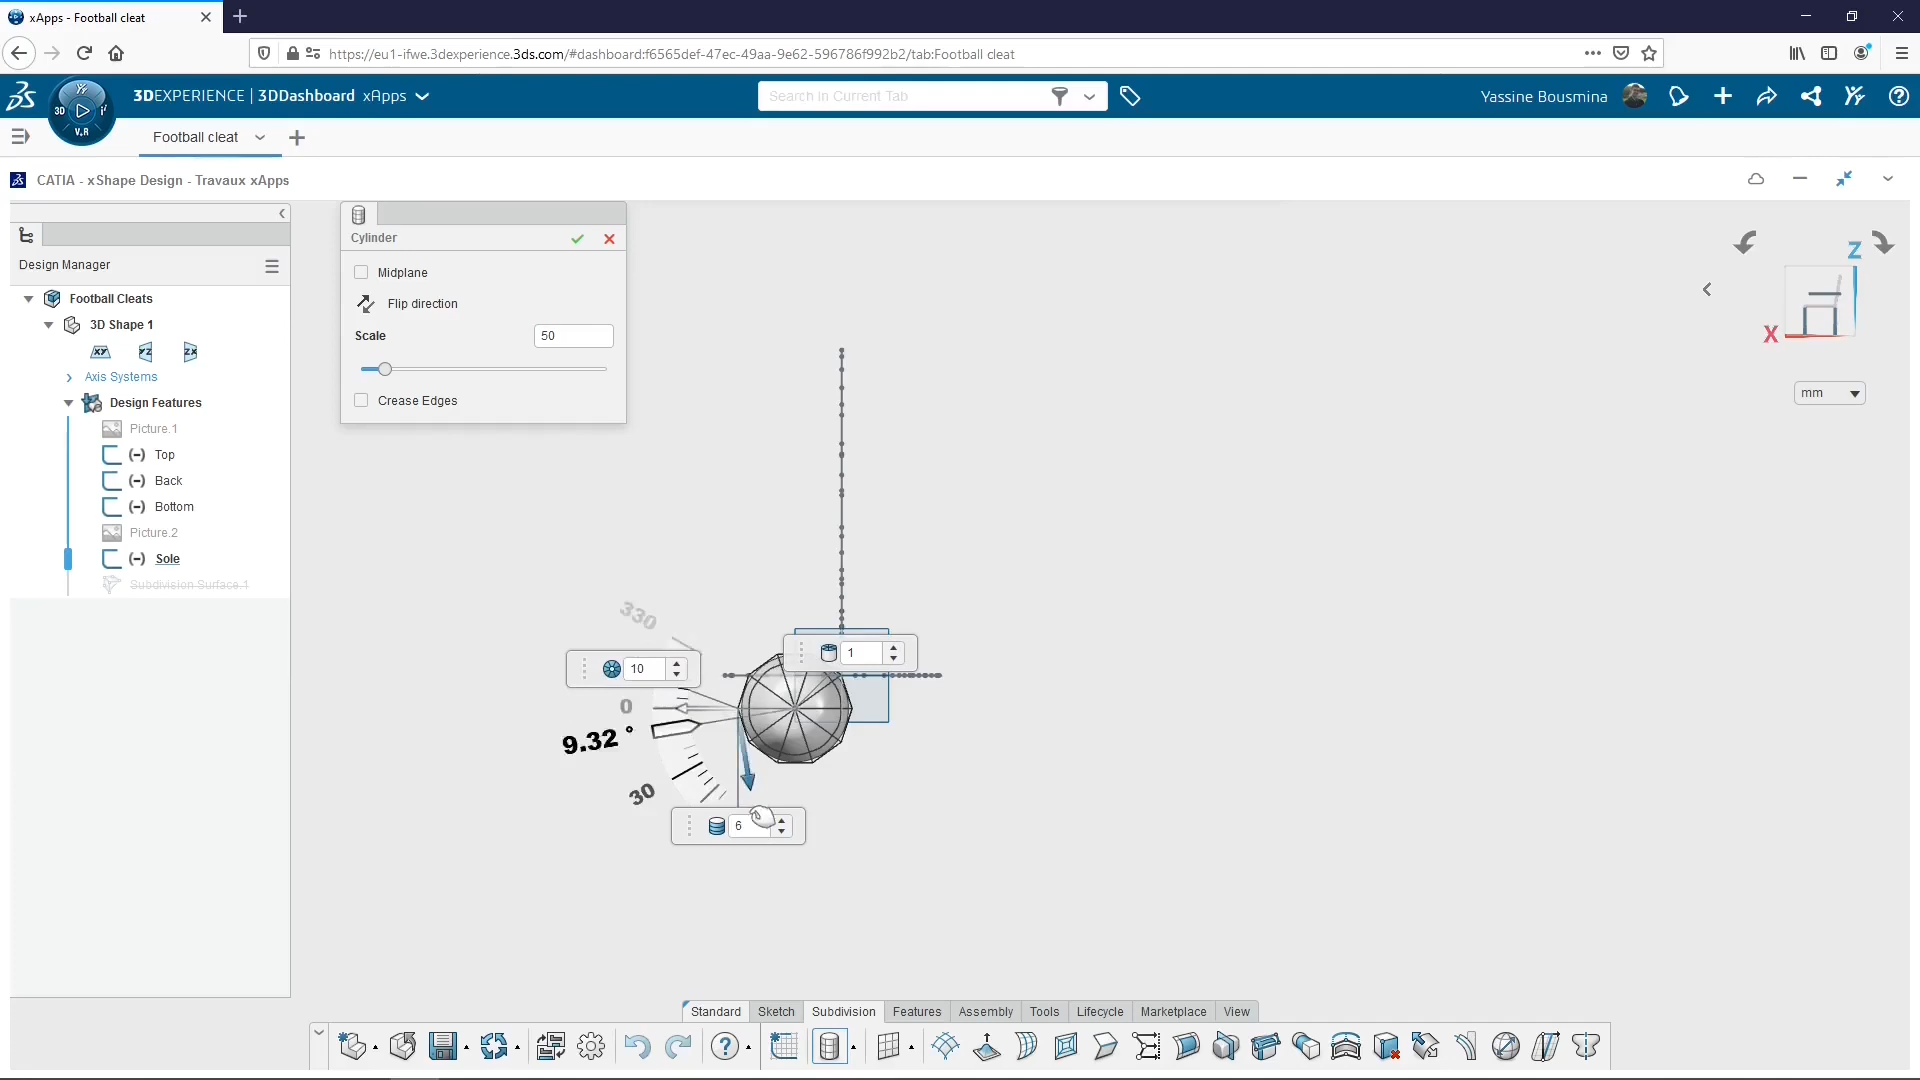 xApps - Football cleat
https://eu1-ifwe.3dexperience.3ds.com/#dashboard:f6565def-47ec-49aa-9e62-596786f992b2/tab:Football cleat
3D
V.R
3DEXPERIENCE | 3DDashboard xApps
Search in Current Tab
Yassine Bousmina
Football cleat
CATIA - xShape Design - Travaux xApps
Design Manager
Football Cleats
3D Shape 1
XY YZ ZX
Axis Systems
Design Features
Picture.1
(-) Top
(-) Back
(-) Bottom
Picture.2
(-) Sole
Subdivision Surface.1
Cylinder
Midplane
Flip direction
Scale 50
Crease Edges
Z
X
mm
330
1
10
0
9.32 °
30
6
Standard Sketch Subdivision Features Assembly Tools Lifecycle Marketplace View